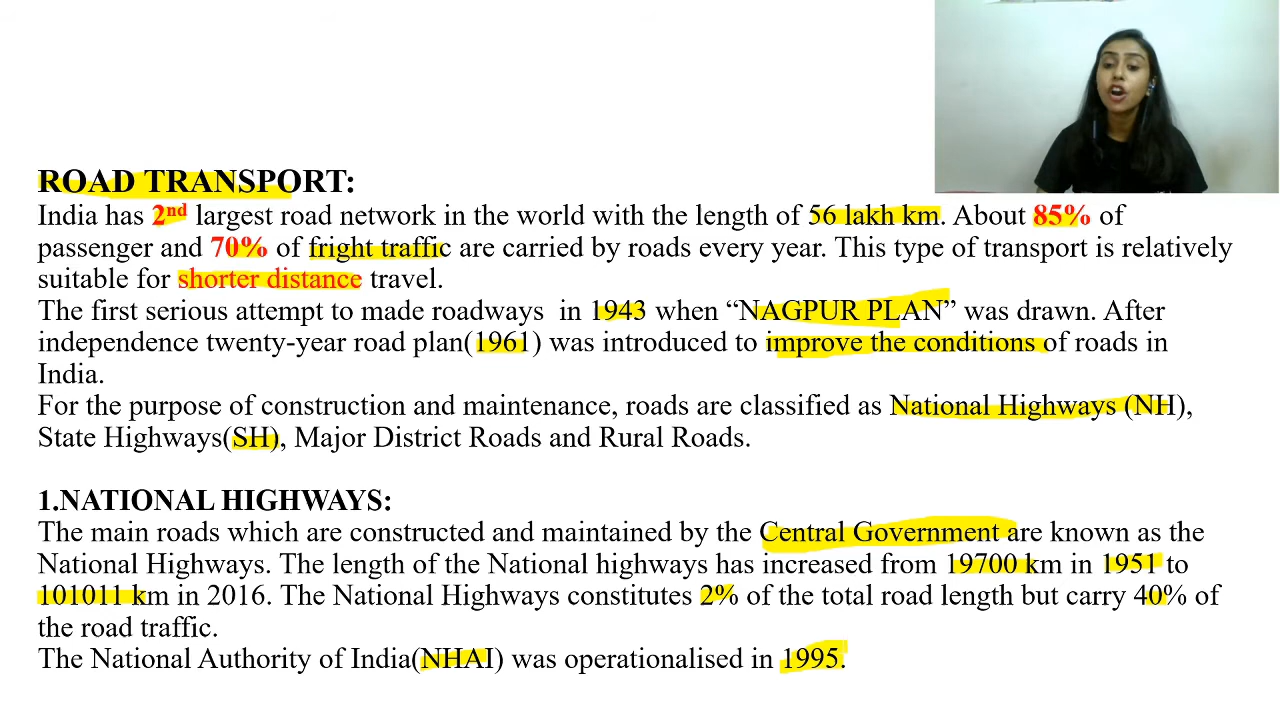 ROAD TRANSPORT:
India has 2nd largest road network in the world with the length of 56 lakh km. About 85% of
passenger and 70% of fright traffic are carried by roads every year. This type of transport is relatively
suitable for shorter distance travel.
The first serious attempt to made roadways in 1943 when “NAGPUR PLAN” was drawn. After
independence twenty-year road plan(1961) was introduced to improve the conditions of roads in
India.
For the purpose of construction and maintenance, roads are classified as National Highways (NH),
State Highways(SH), Major District Roads and Rural Roads.
1.NATIONAL HIGHWAYS:
The main roads which are constructed and maintained by the Central Government are known as the
National Highways. The length of the National highways has increased from 19700 km in 1951 to
101011 km in 2016. The National Highways constitutes 2% of the total road length but carry 40% of
the road traffic.
The National Authority of India(NHAI) was operationalised in 1995.